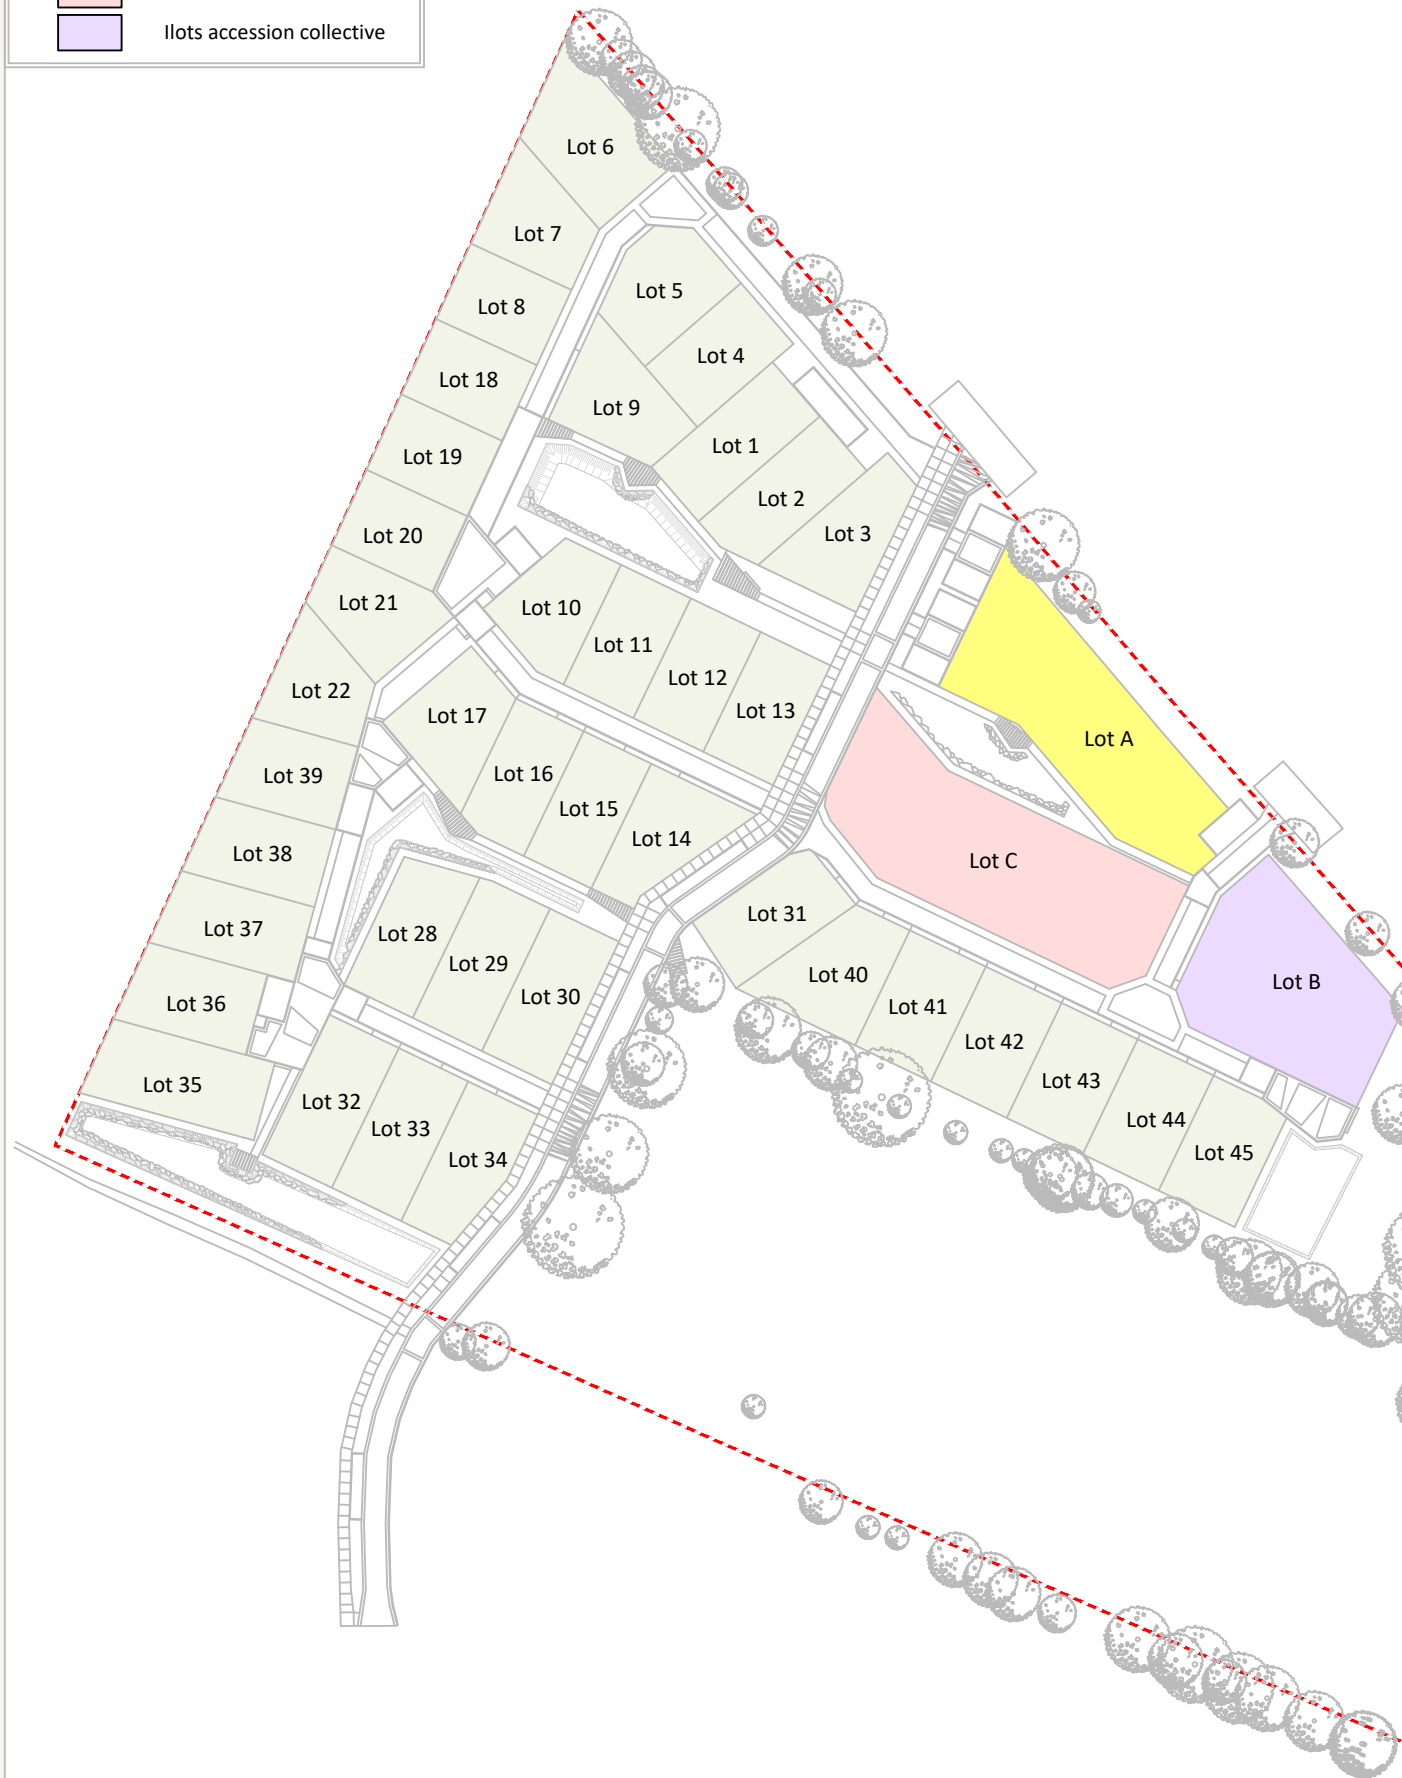 Ilots accession collective
Lot 6
Lot 7
Lot 5
Lot 8
Lot 4
Lot 18
Lot 9
Lot 1
Lot 19
Lot 2
Lot 20
Lot 3
Lot 21
Lot 10
Lot 11
Lot 12
Lot 22
Lot 13
Lot 17
Lot A
Lot 16
Lot 39
Lot 15
Lot 14
Lot 38
Lot C
Lot 31
Lot 37
Lot 28
Lot 29
Lot 40
Lot B
Lot 30
Lot 36
Lot 41
Lot 42
Lot 43
Lot 35
Lot 32
Lot 44
Lot 33
Lot 45
Lot 34